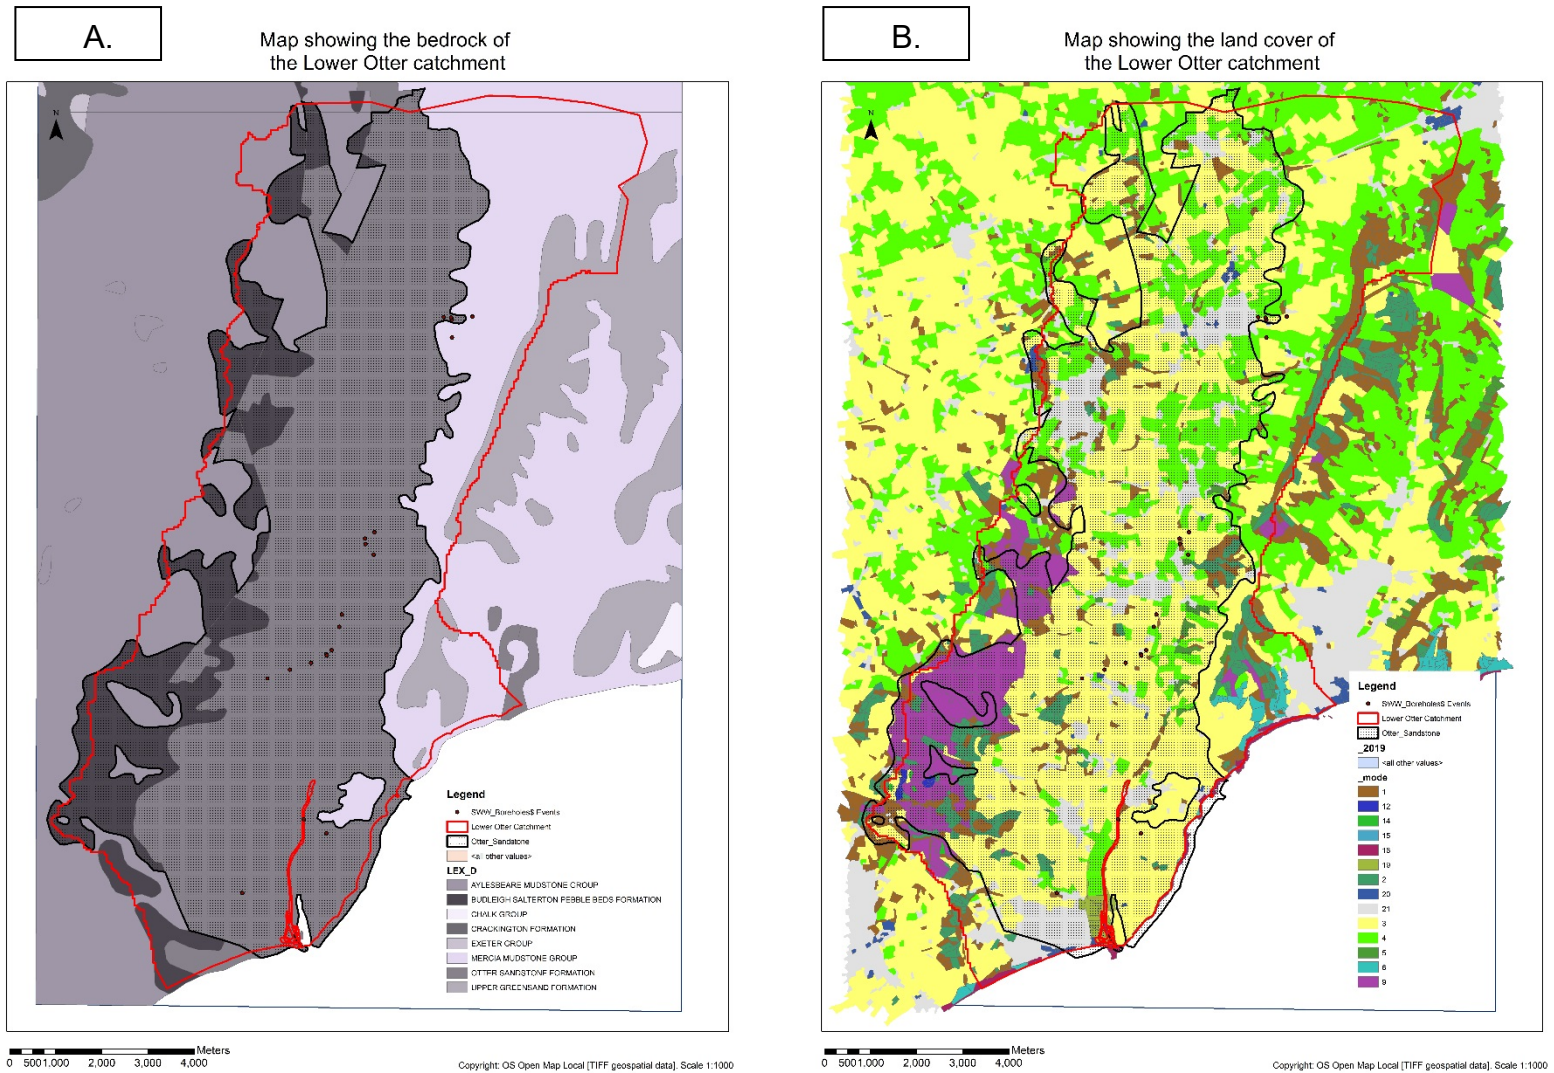 A.
Map showing the bedrock of
the Lower Otter catchment
N
Legend
SWW_Boreholes$ Events
Lower Otter Catchment
Otter_Sandstone
<all other values>
LEX_D
AYLESBEARE MUDSTONE GROUP
BUDLEIGH SALTERTON PEBBLE BEDS FORMATION
CHALK GROUP
CRACKINGTON FORMATION
EXETER GROUP
MERCIA MUDSTONE GROUP
OTTER SANDSTONE FORMATION
UPPER GREENSAND FORMATION
Meters
0 500 1,000 2,000 3,000 4,000
Copyright: OS Open Map Local [TIFF geospatial data]. Scale 1:1000
B.
Map showing the land cover of
the Lower Otter catchment
N
Legend
SWW_Boreholes$ Events
Lower Otter Catchment
Otter_Sandstone
_2019
<all other values>
_mode
1
12
14
15
16
19
2
20
21
3
4
5
6
9
Meters
0 500 1,000 2,000 3,000 4,000
Copyright: OS Open Map Local [TIFF geospatial data]. Scale 1:1000